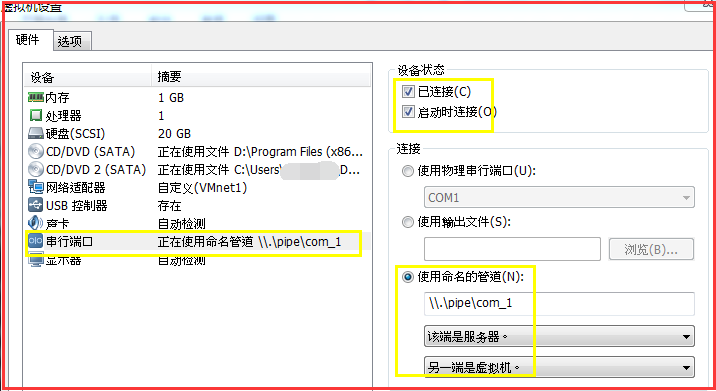 虚拟机设置
硬件 选项
设备 摘要
内存 1 GB
处理器 1
硬盘(SCSI) 20 GB
CD/DVD (SATA) 正在使用文件 D:\Program Files (x86...
CD/DVD 2 (SATA) 正在使用文件 C:\Users D...
网络适配器 自定义(VMnet1)
USB 控制器 存在
声卡 自动检测
串行端口 正在使用命名管道 \\.\pipe\com_1
显示器 自动检测
设备状态
已连接(C)
启动时连接(O)
连接
使用物理串行端口(U):
COM1
使用输出文件(S):
浏览(B)...
使用命名的管道(N):
\\.\pipe\com_1
该端是服务器。
另一端是虚拟机。